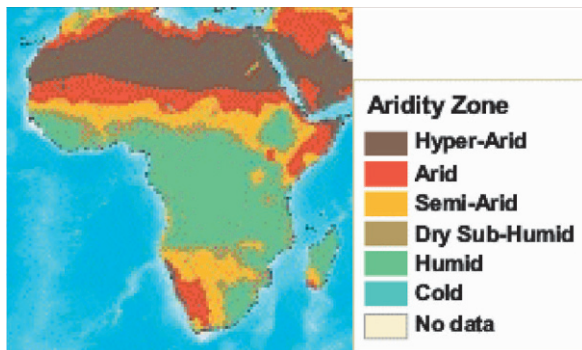 Aridity Zone
Hyper-Arid
Arid
Semi-Arid
Dry Sub-Humid
Humid
Cold
No data